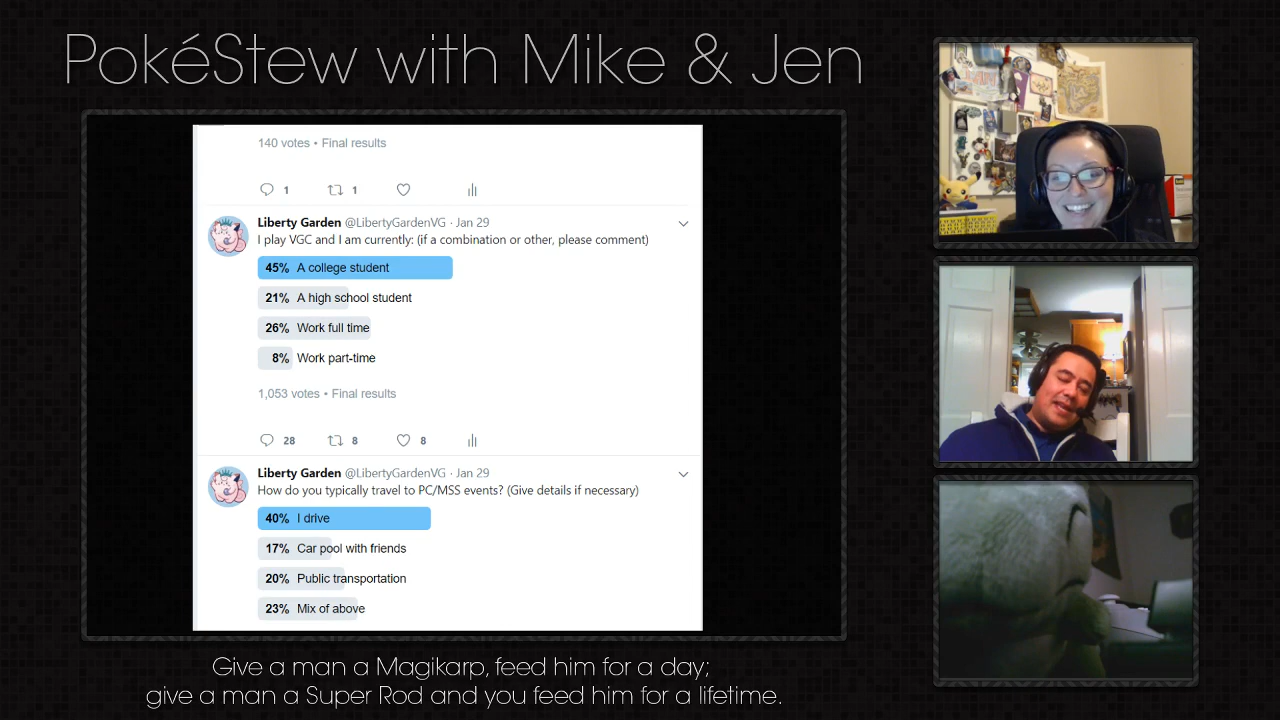 PokéStew with Mike & Jen
140 votes • Final results
1 1
Liberty Garden @LibertyGardenVG · Jan 29
I play VGC and I am currently: (if a combination or other, please comment)
45% A college student
21% A high school student
26% Work full time
8% Work part-time
1,053 votes • Final results
28 8 8
Liberty Garden @LibertyGardenVG · Jan 29
How do you typically travel to PC/MSS events? (Give details if necessary)
40% I drive
17% Car pool with friends
20% Public transportation
23% Mix of above
Give a man a Magikarp, feed him for a day;
give a man a Super Rod and you feed him for a lifetime.